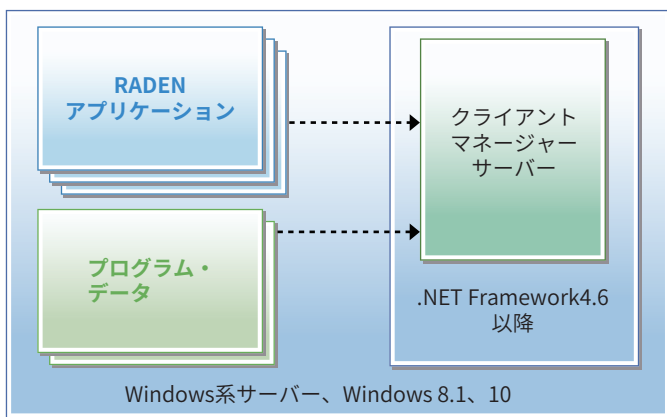 RADEN
アプリケーション
クライアント
マネージャー
サーバー
プログラム・
データ
.NET Framework4.6
以降
Windows系サーバー、Windows 8.1、10